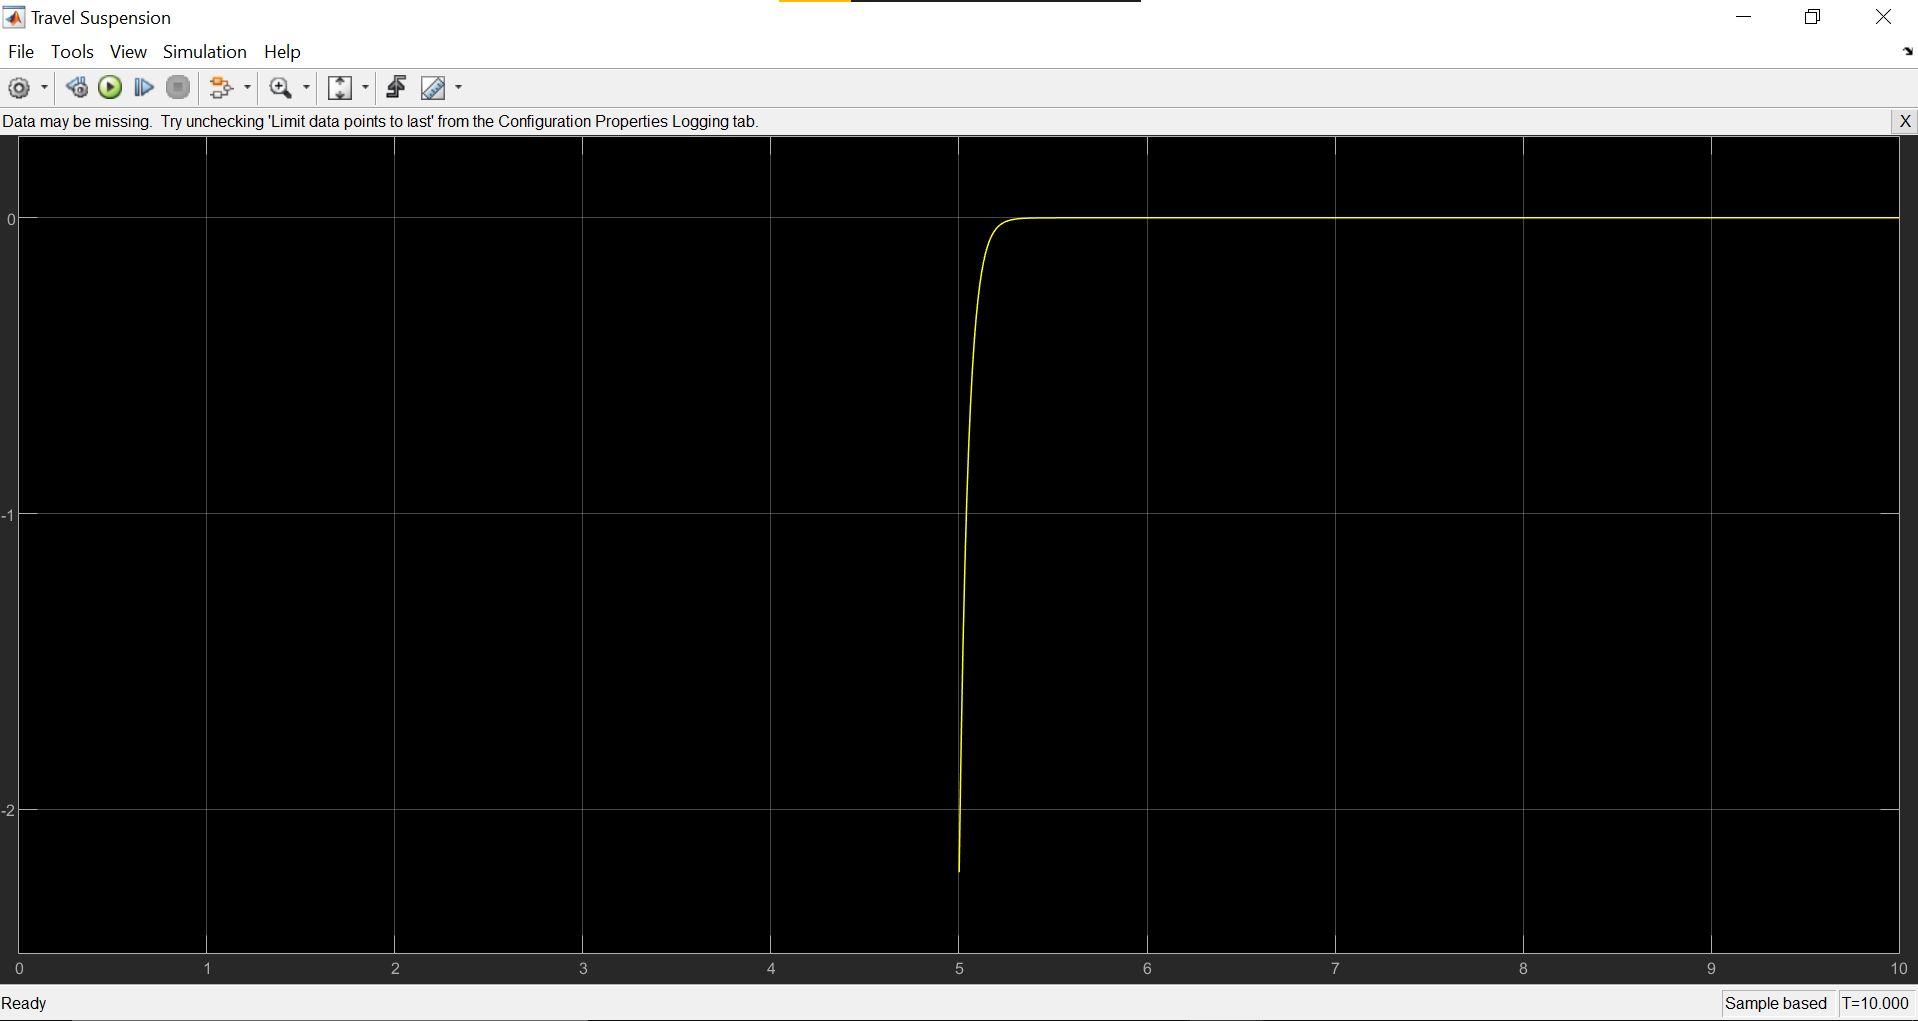 Travel Suspension
File Tools View Simulation Help
Data may be missing.  Try unchecking 'Limit data points to last' from the Configuration Properties Logging tab.
X
0
-1
-2
0 1 2 3 4 5 6 7 8 9 10
Ready
Sample based T=10.000